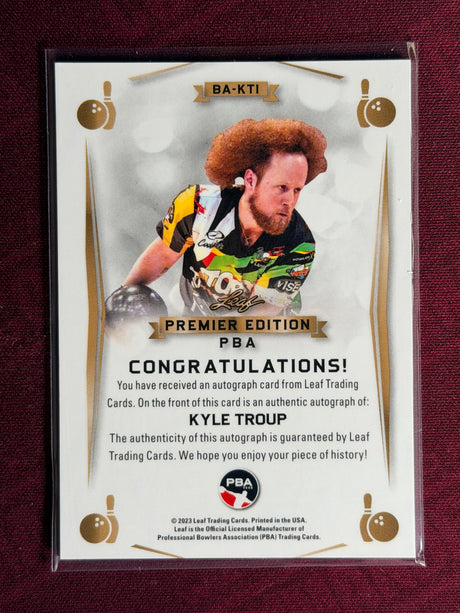 BA-KTI
Leaf
PREMIER EDITION
PBA
CONGRATULATIONS!
You have received an autograph card from Leaf Trading
Cards. On the front of this card is an authentic autograph of:
KYLE TROUP
The authenticity of this autograph is guaranteed by Leaf
Trading Cards. We hope you enjoy your piece of history!
PBA
© 2023 Leaf Trading Cards. Printed in the USA.
Leaf is the Official Licensed Manufacturer of
Professional Bowlers Association (PBA) Trading Cards.